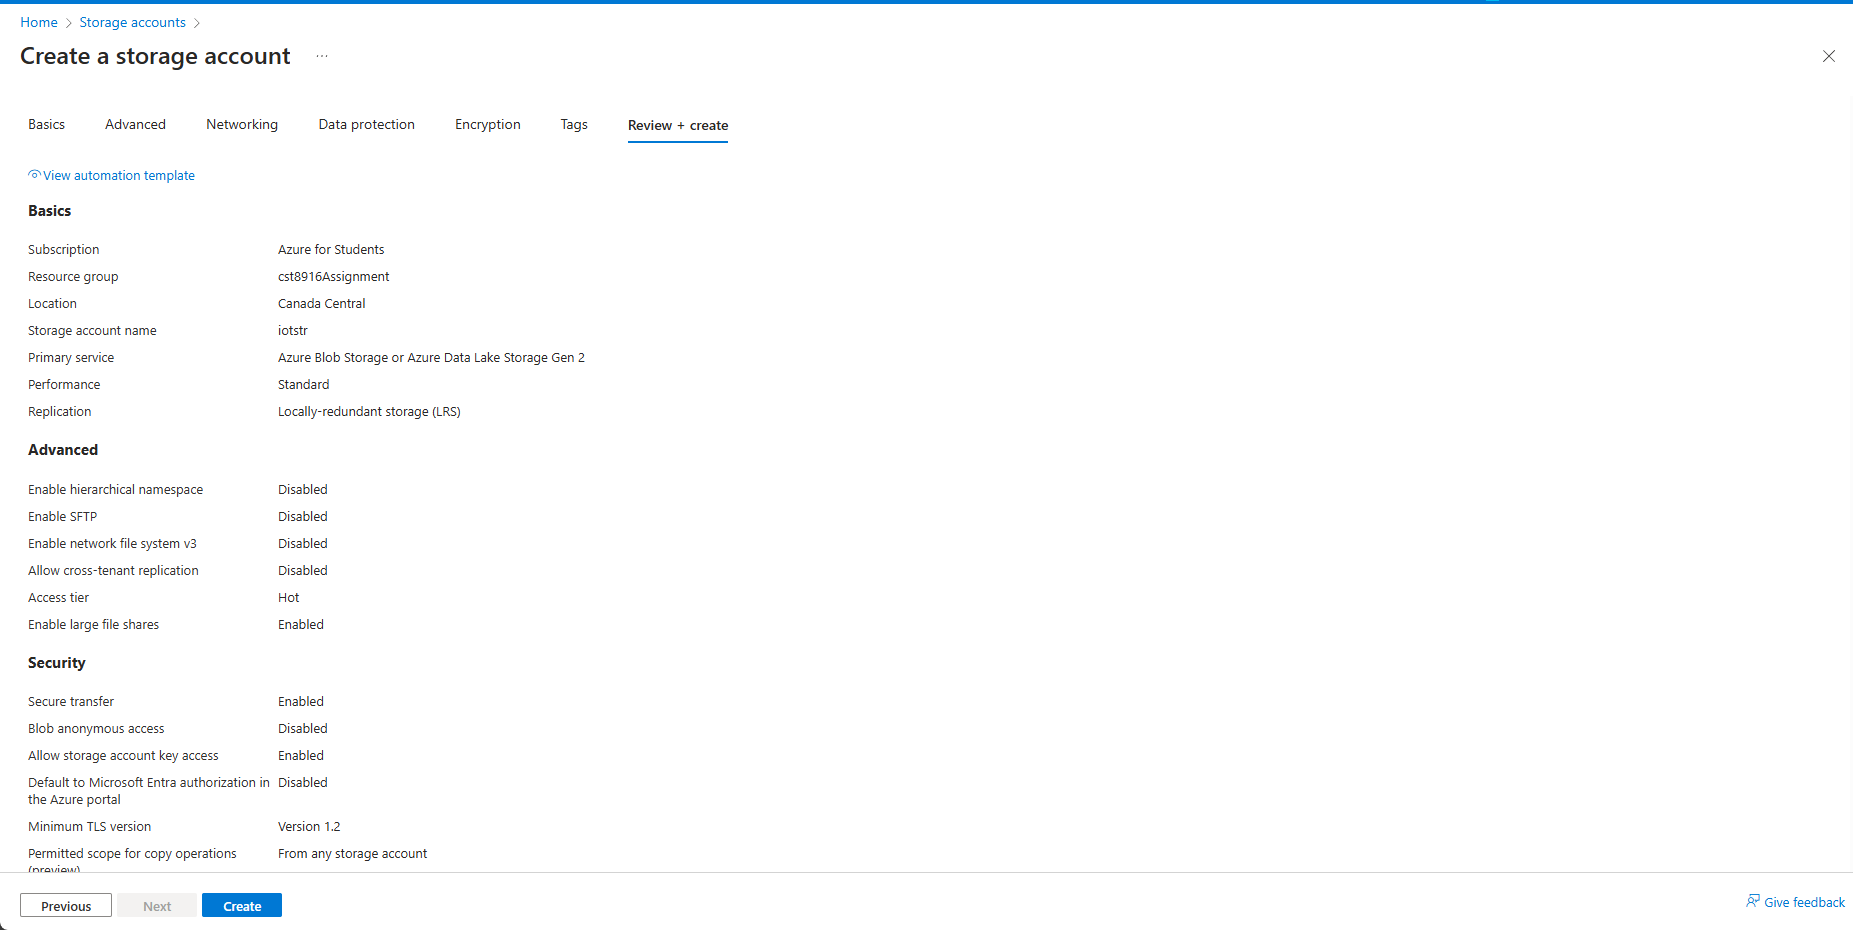 Home > Storage accounts >
Create a storage account ...
Basics Advanced Networking Data protection Encryption Tags Review + create
View automation template
Basics
Subscription Azure for Students
Resource group cst8916Assignment
Location Canada Central
Storage account name iotstr
Primary service Azure Blob Storage or Azure Data Lake Storage Gen 2
Performance Standard
Replication Locally-redundant storage (LRS)
Advanced
Enable hierarchical namespace Disabled
Enable SFTP Disabled
Enable network file system v3 Disabled
Allow cross-tenant replication Disabled
Access tier Hot
Enable large file shares Enabled
Security
Secure transfer Enabled
Blob anonymous access Disabled
Allow storage account key access Enabled
Default to Microsoft Entra authorization in Disabled
the Azure portal
Minimum TLS version Version 1.2
Permitted scope for copy operations From any storage account
(preview)
Previous Next Create Give feedback